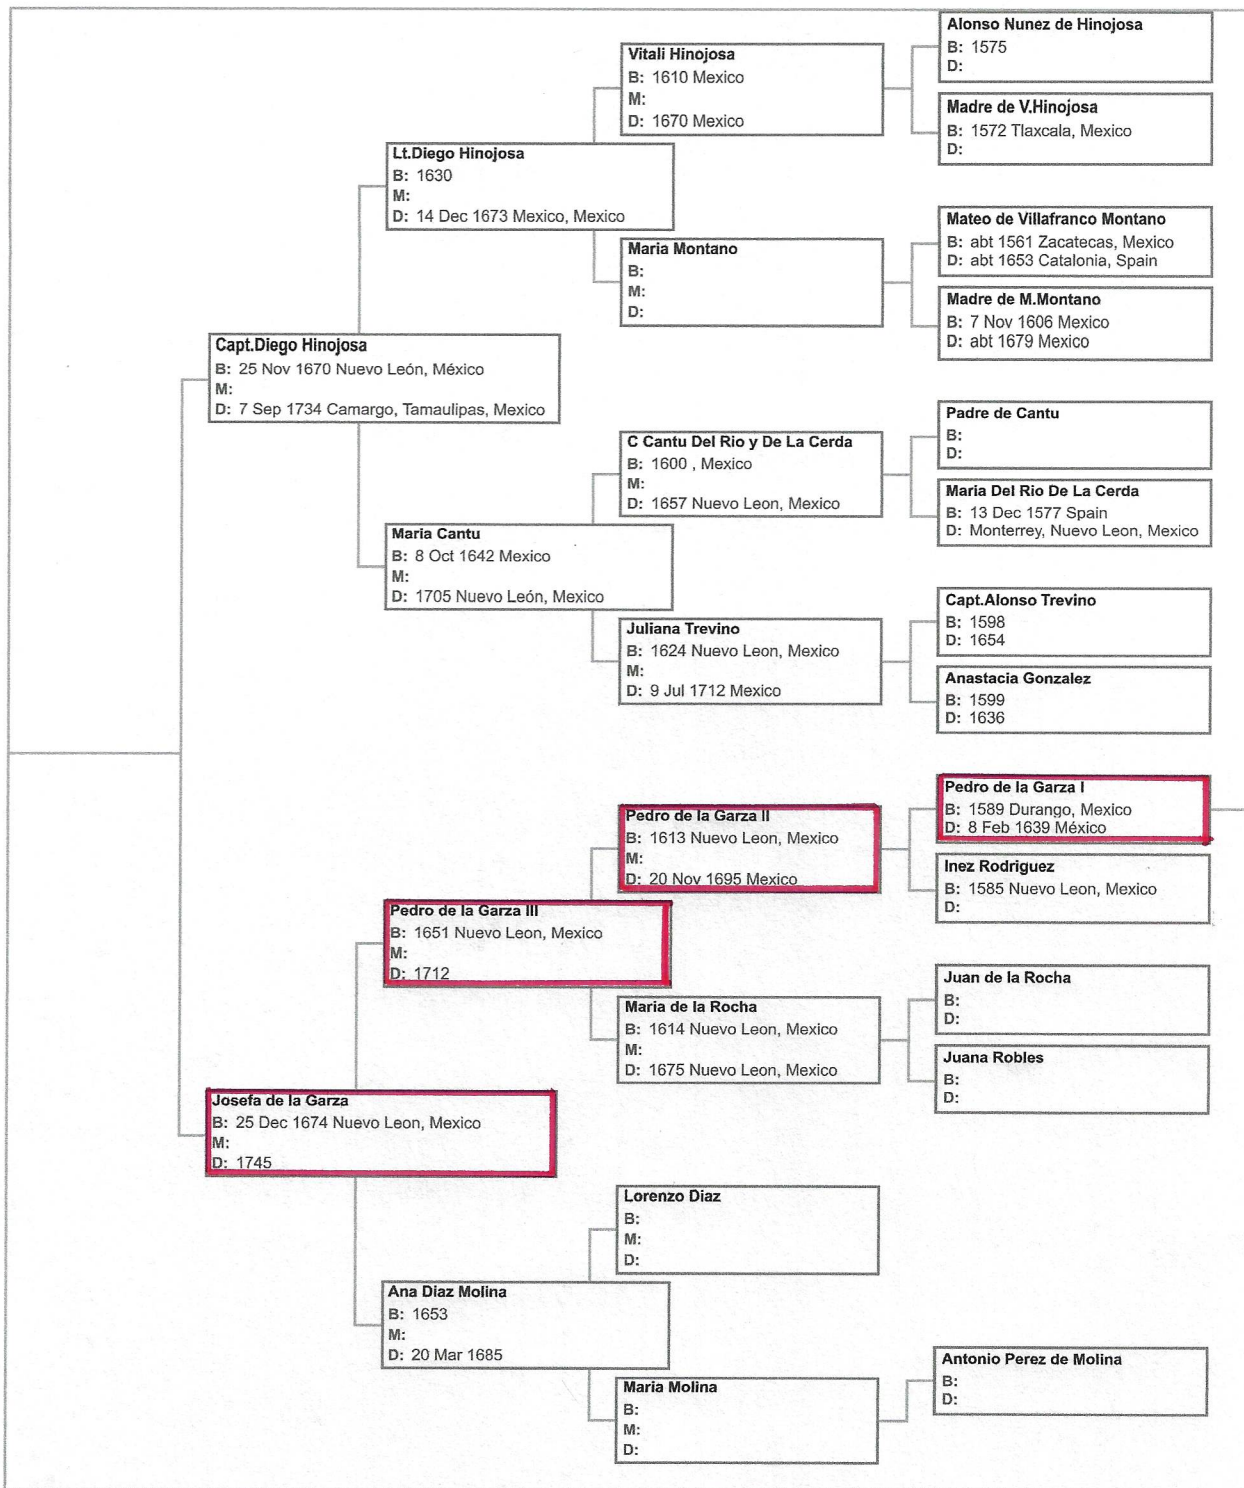 Alonso Nunez de Hinojosa
B: 1575
D:
Vitali Hinojosa
B: 1610 Mexico
M:
D: 1670 Mexico
Madre de V.Hinojosa
B: 1572 Tlaxcala, Mexico
D:
Lt.Diego Hinojosa
B: 1630
M:
D: 14 Dec 1673 Mexico, Mexico
Mateo de Villafranco Montano
B: abt 1561 Zacatecas, Mexico
D: abt 1653 Catalonia, Spain
Maria Montano
B:
M:
D:
Madre de M.Montano
B: 7 Nov 1606 Mexico
D: abt 1679 Mexico
Capt.Diego Hinojosa
B: 25 Nov 1670 Nuevo León, México
M:
D: 7 Sep 1734 Camargo, Tamaulipas, Mexico
Padre de Cantu
B:
D:
C Cantu Del Rio y De La Cerda
B: 1600 , Mexico
M:
D: 1657 Nuevo Leon, Mexico
Maria Del Rio De La Cerda
B: 13 Dec 1577 Spain
D: Monterrey, Nuevo Leon, Mexico
Maria Cantu
B: 8 Oct 1642 Mexico
M:
D: 1705 Nuevo León, Mexico
Capt.Alonso Trevino
B: 1598
D: 1654
Juliana Trevino
B: 1624 Nuevo Leon, Mexico
M:
D: 9 Jul 1712 Mexico
Anastacia Gonzalez
B: 1599
D: 1636
Pedro de la Garza I
B: 1589 Durango, Mexico
D: 8 Feb 1639 México
Pedro de la Garza II
B: 1613 Nuevo Leon, Mexico
M:
D: 20 Nov 1695 Mexico
Inez Rodriguez
B: 1585 Nuevo Leon, Mexico
D:
Pedro de la Garza III
B: 1651 Nuevo Leon, Mexico
M:
D: 1712
Juan de la Rocha
B:
D:
Maria de la Rocha
B: 1614 Nuevo Leon, Mexico
M:
D: 1675 Nuevo Leon, Mexico
Juana Robles
B:
D:
Josefa de la Garza
B: 25 Dec 1674 Nuevo Leon, Mexico
M:
D: 1745
Lorenzo Diaz
B:
M:
D:
Ana Diaz Molina
B: 1653
M:
D: 20 Mar 1685
Antonio Perez de Molina
B:
D:
Maria Molina
B:
M:
D: